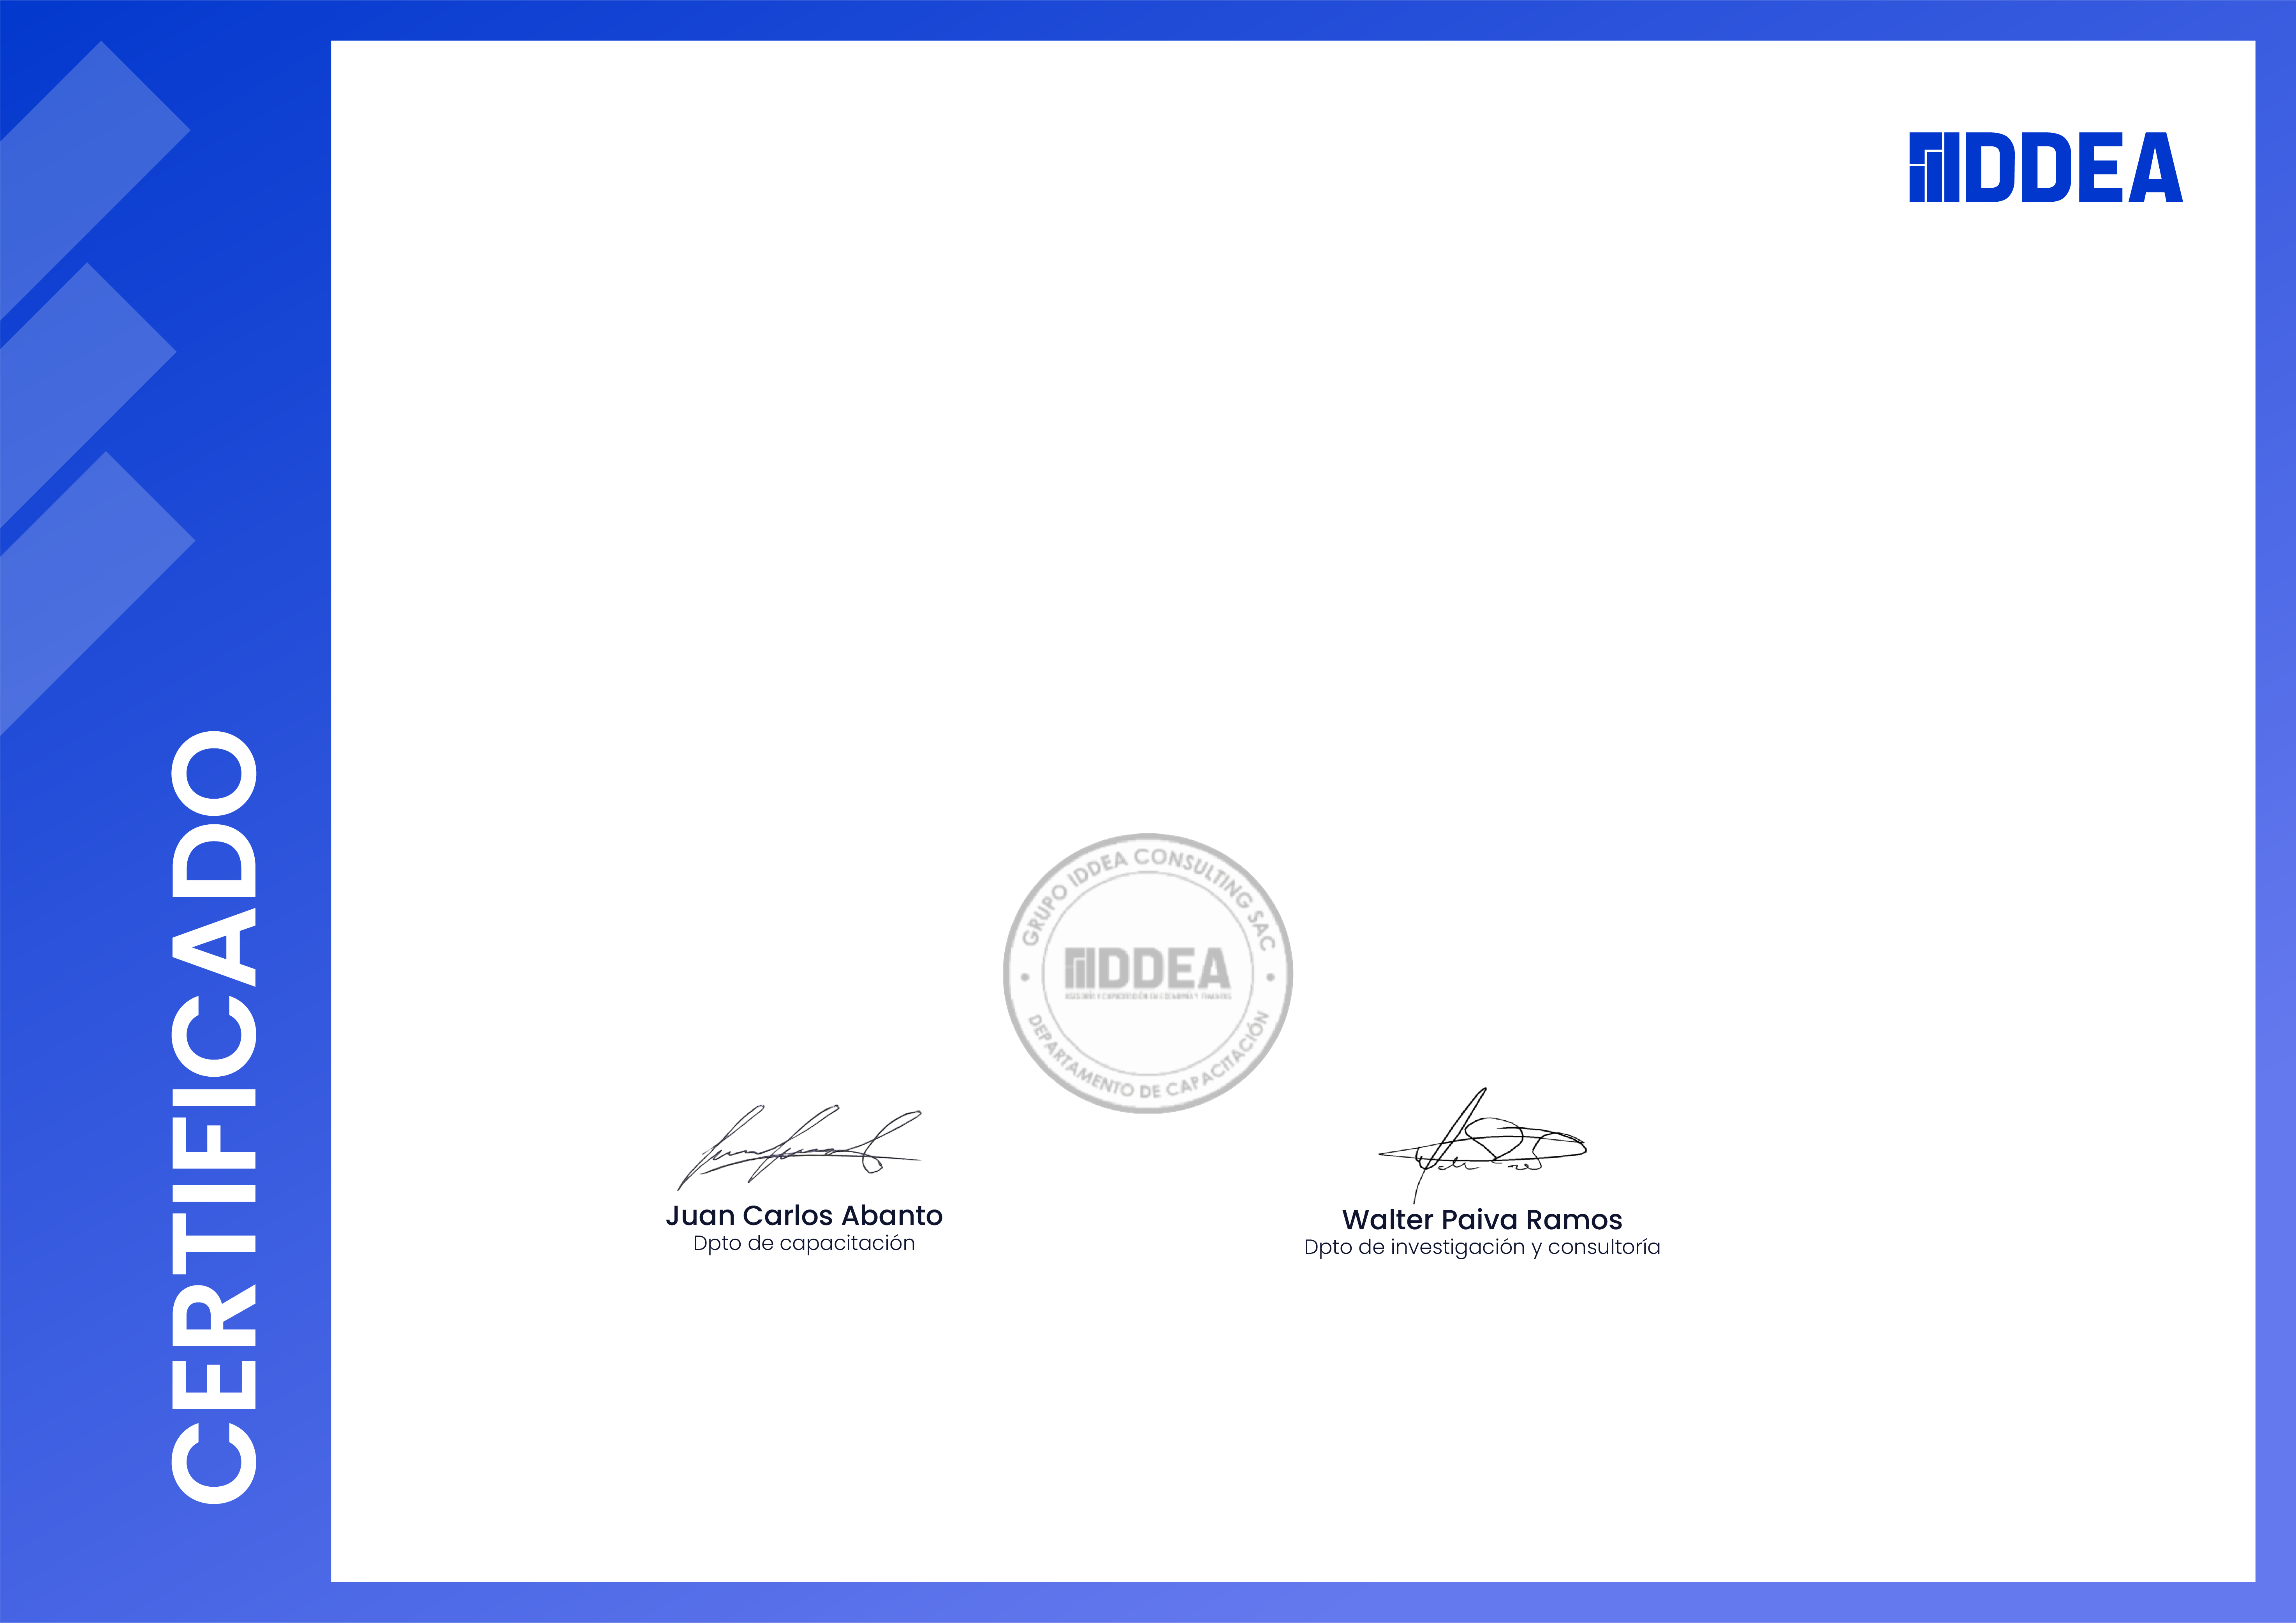 CERTIFICADO
IDDEA
GRUPO IDDEA CONSULTING SAC
IDDEA
DEPARTAMENTO DE CAPACITACIÓN
Juan Carlos Abanto
Dpto de capacitación
Walter Paiva Ramos
Dpto de investigación y consultoría